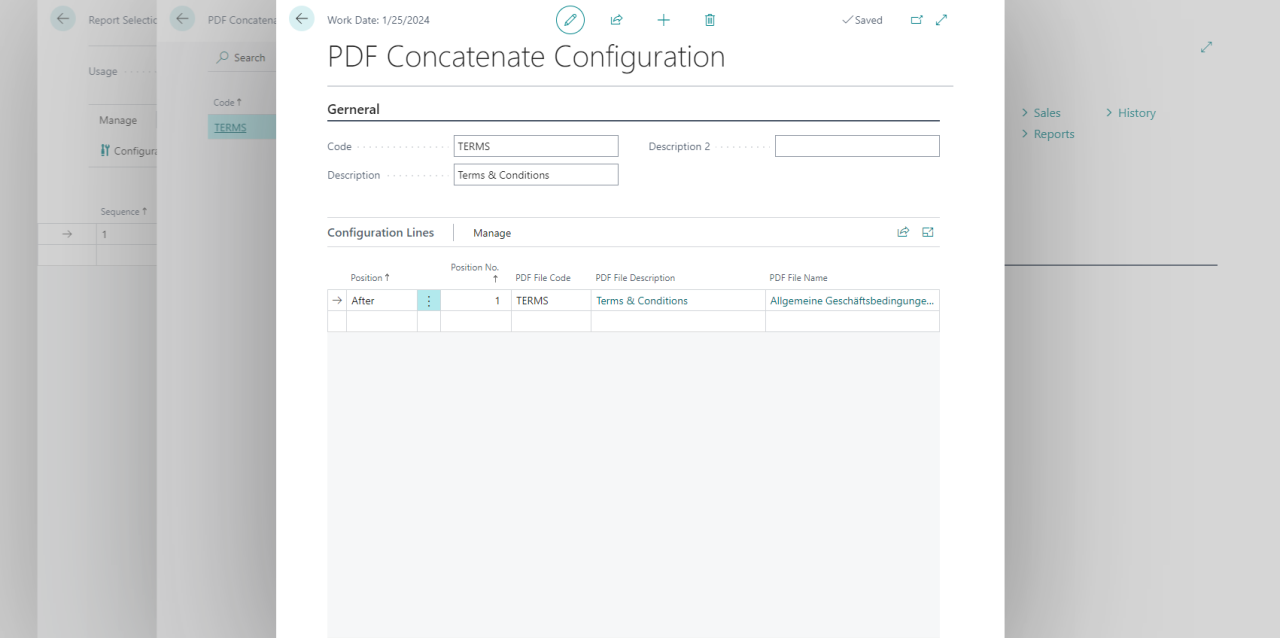 Report Selectio
Usage
Manage
Configura
Sequence ↑
1
PDF Concatena
Search
Code ↑
TERMS
Work Date: 1/25/2024
Saved
PDF Concatenate Configuration
Gerneral
Code TERMS
Description 2
Description Terms & Conditions
Configuration Lines Manage
Position ↑ Position No. ↑ PDF File Code PDF File Description PDF File Name
After 1 TERMS Terms & Conditions Allgemeine Geschäftsbedingunge...
Sales History
Reports